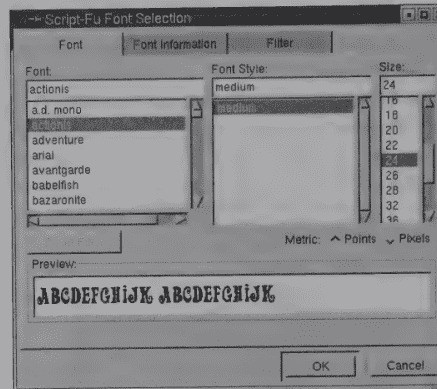 Script-Fu Font Selection
Font
Font Information
Filter
Font:
Font Style:
Size:
actionis
medium
24
a.d. mono
actionis
adventure
arial
avantgarde
babelfish
bazaronite
medium
16
18
20
22
24
26
28
32
36
Metric:
Points
Pixels
Preview:
ABCDEFGHiJK ABCDEFGHiJK
OK
Cancel